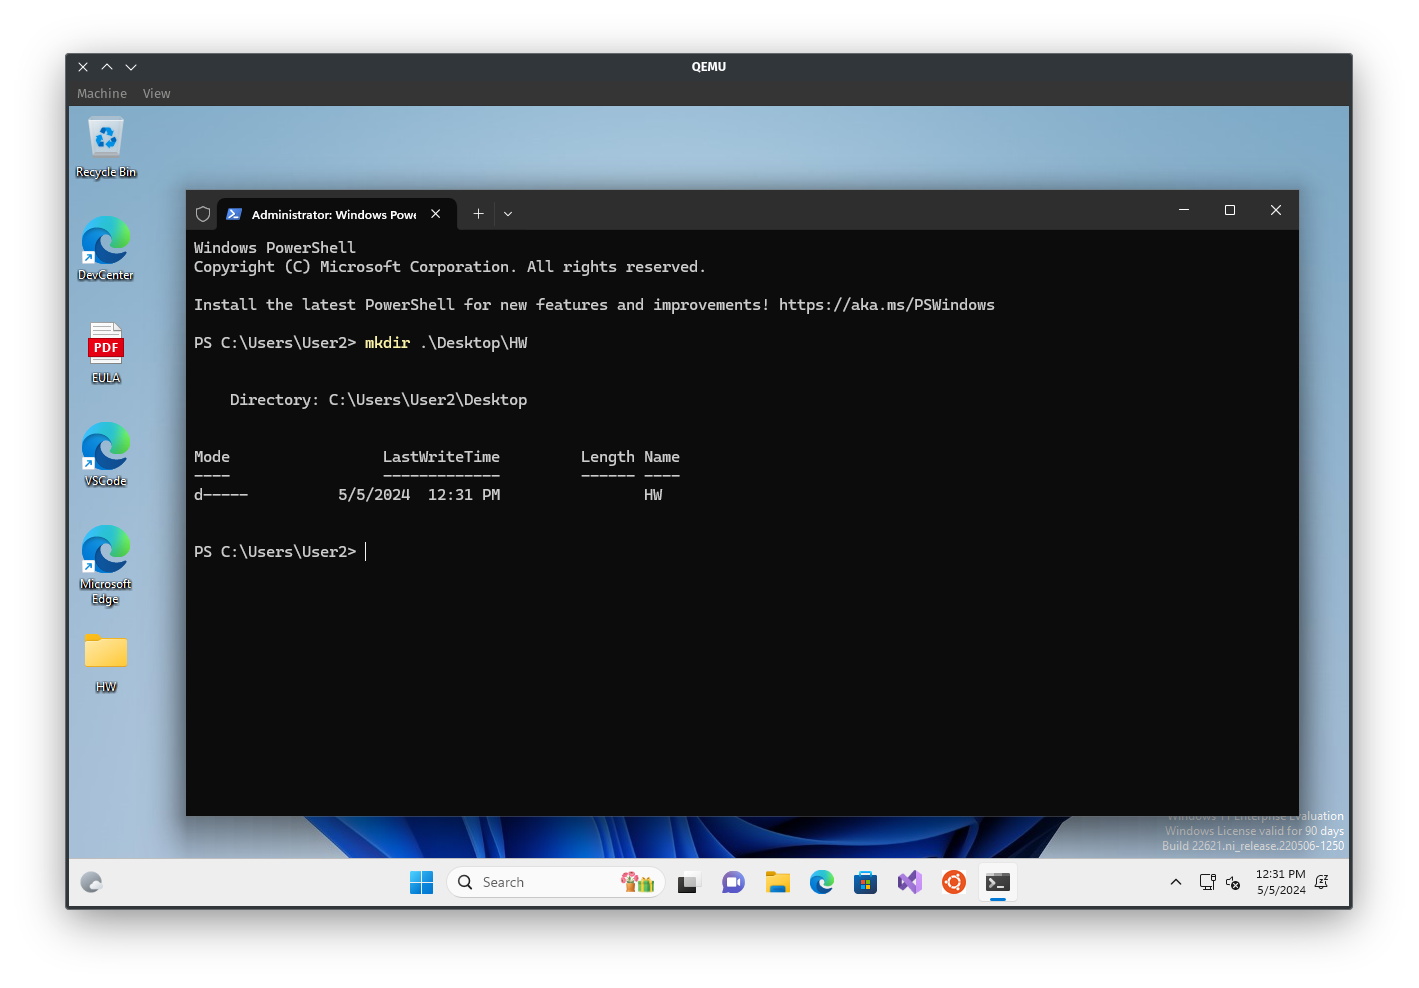 QEMU
Machine View
Recycle Bin
DevCenter
PDF
EULA
VSCode
Microsoft
Edge
HW
Administrator: Windows Powe
Windows PowerShell
Copyright (C) Microsoft Corporation. All rights reserved.
Install the latest PowerShell for new features and improvements! https://aka.ms/PSWindows
PS C:\Users\User2> mkdir .\Desktop\HW
Directory: C:\Users\User2\Desktop
Mode LastWriteTime Length Name
---- ------------- ------ ----
d----- 5/5/2024 12:31 PM HW
PS C:\Users\User2>
Windows 11 Enterprise Evaluation
Windows License valid for 90 days
Build 22621.ni_release.220506-1250
Search
12:31 PM
5/5/2024